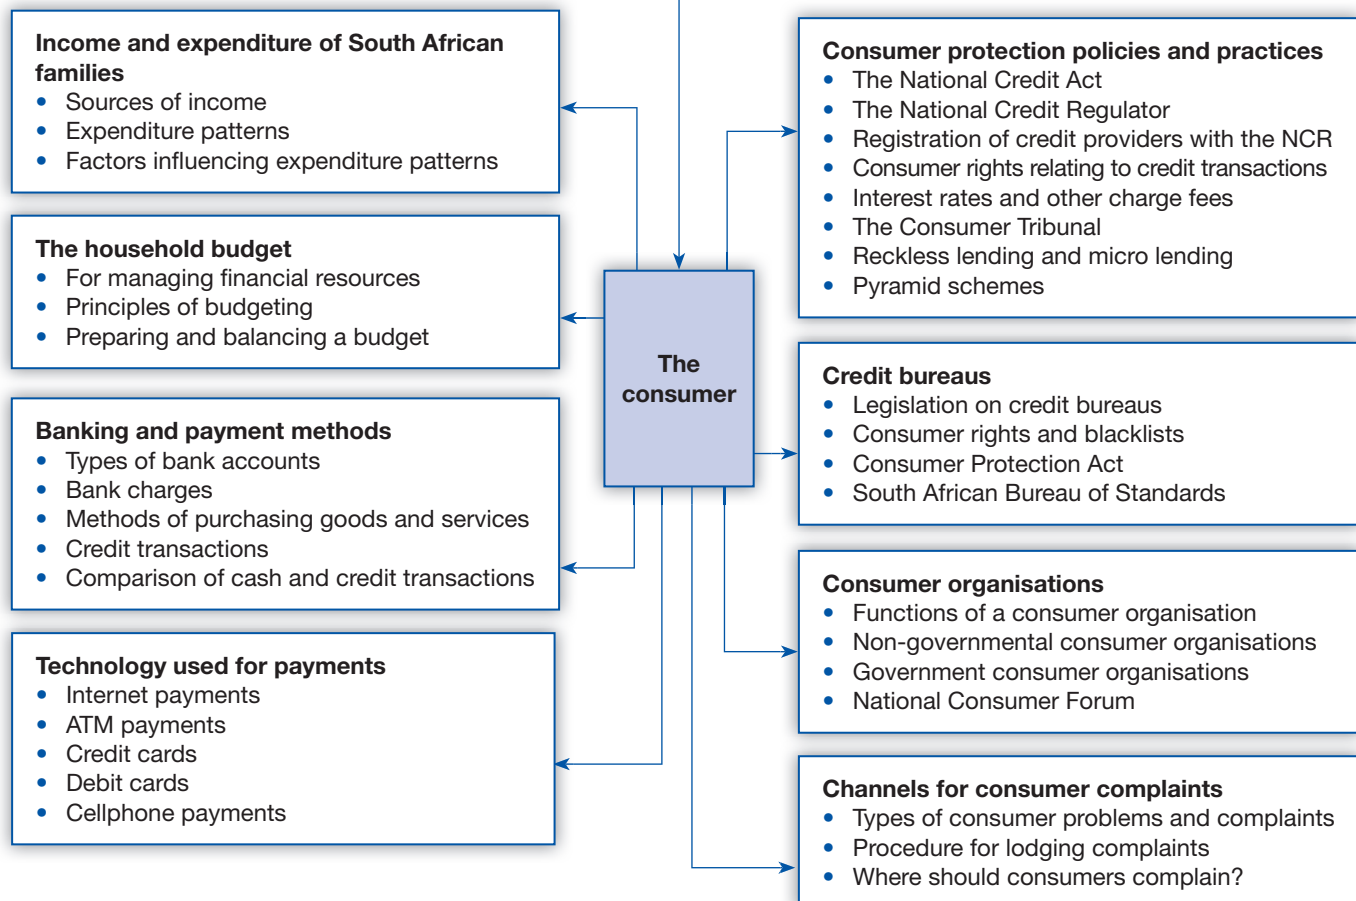 Income and expenditure of South African
families
• Sources of income
• Expenditure patterns
• Factors influencing expenditure patterns
The household budget
• For managing financial resources
• Principles of budgeting
• Preparing and balancing a budget
Banking and payment methods
• Types of bank accounts
• Bank charges
• Methods of purchasing goods and services
• Credit transactions
• Comparison of cash and credit transactions
Technology used for payments
• Internet payments
• ATM payments
• Credit cards
• Debit cards
• Cellphone payments
The
consumer
Consumer protection policies and practices
• The National Credit Act
• The National Credit Regulator
• Registration of credit providers with the NCR
• Consumer rights relating to credit transactions
• Interest rates and other charge fees
• The Consumer Tribunal
• Reckless lending and micro lending
• Pyramid schemes
Credit bureaus
• Legislation on credit bureaus
• Consumer rights and blacklists
• Consumer Protection Act
• South African Bureau of Standards
Consumer organisations
• Functions of a consumer organisation
• Non-governmental consumer organisations
• Government consumer organisations
• National Consumer Forum
Channels for consumer complaints
• Types of consumer problems and complaints
• Procedure for lodging complaints
• Where should consumers complain?